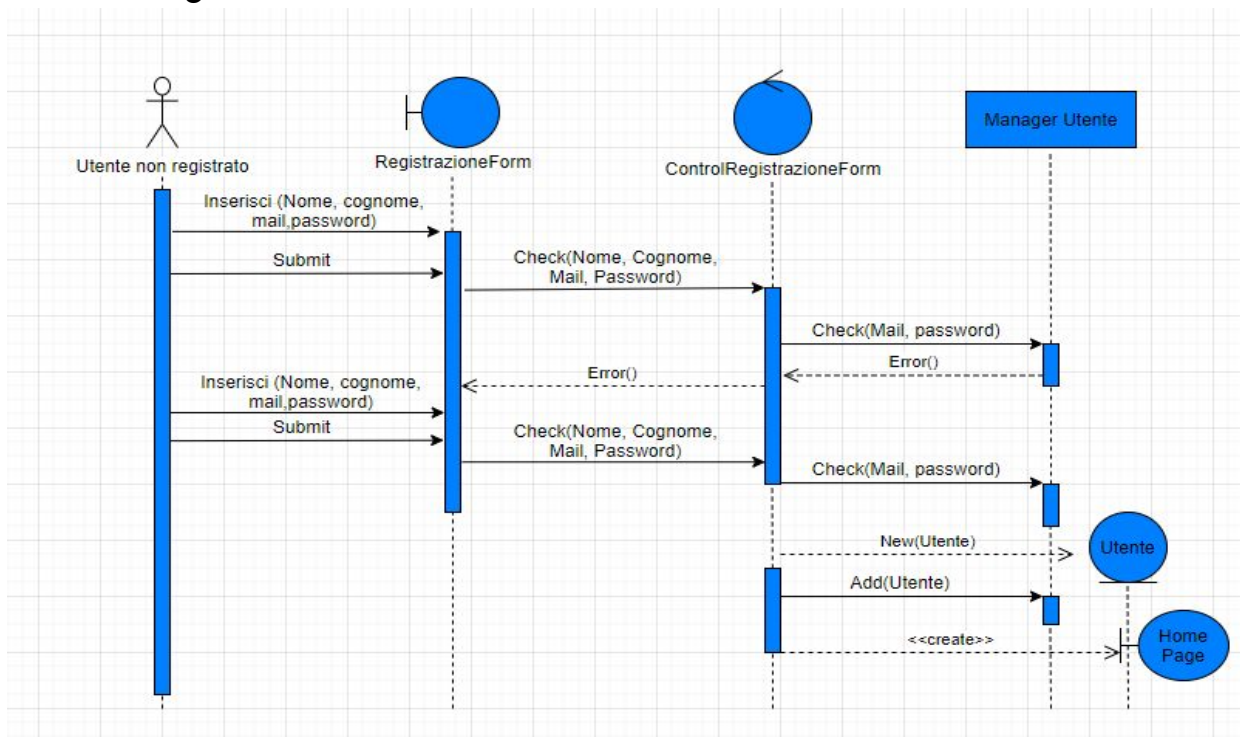 Manager Utente
Utente non registrato
RegistrazioneForm
ControlRegistrazioneForm
Inserisci (Nome, cognome,
mail,password)
Submit
Check(Nome, Cognome,
Mail, Password)
Check(Mail, password)
Error()
Error()
Inserisci (Nome, cognome,
mail,password)
Submit
Check(Nome, Cognome,
Mail, Password)
Check(Mail, password)
New(Utente)
Utente
Add(Utente)
<<create>>
Home
Page